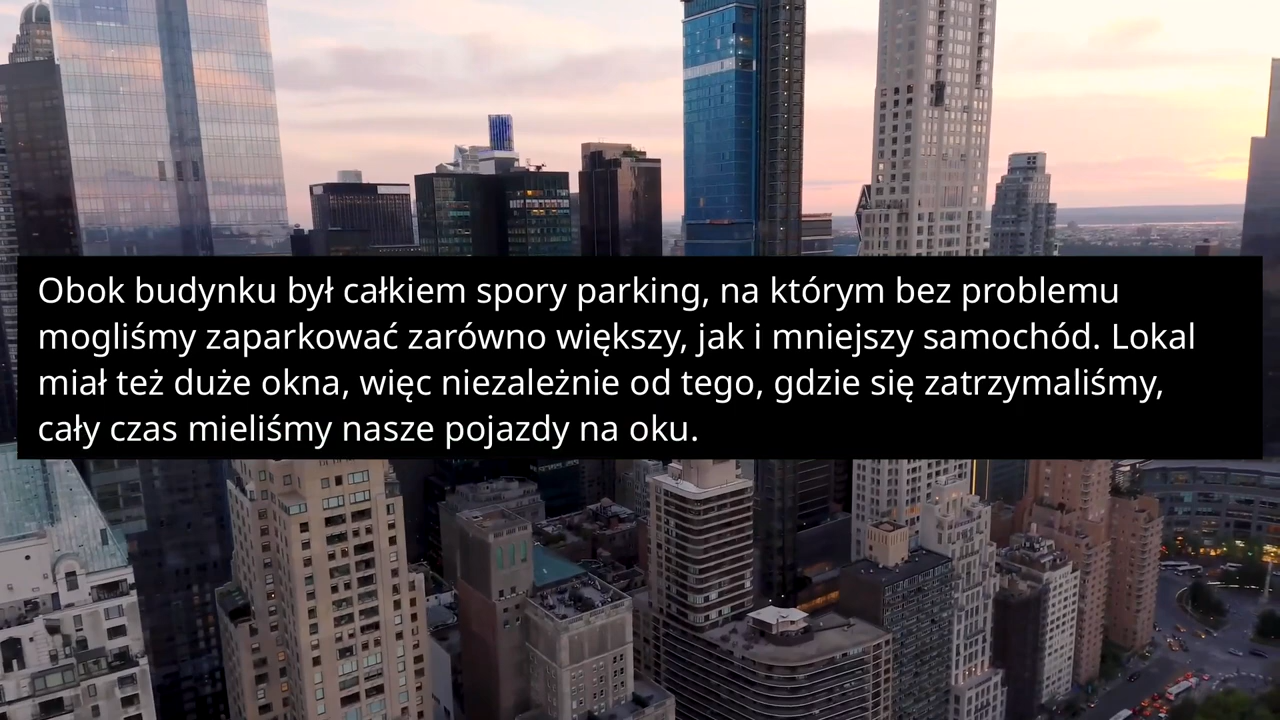 Obok budynku był całkiem spory parking, na którym bez problemu
mogliśmy zaparkować zarówno większy, jak i mniejszy samochód. Lokal
miał też duże okna, więc niezależnie od tego, gdzie się zatrzymaliśmy,
cały czas mieliśmy nasze pojazdy na oku.